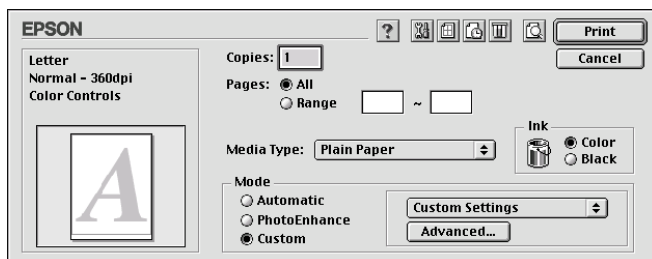 EPSON
?
Print
Cancel
Letter
Normal - 360dpi
Color Controls
A
Copies: 1
Pages: All
Range ~
Media Type: Plain Paper
Ink
Color
Black
Mode
Automatic
PhotoEnhance
Custom
Custom Settings
Advanced...